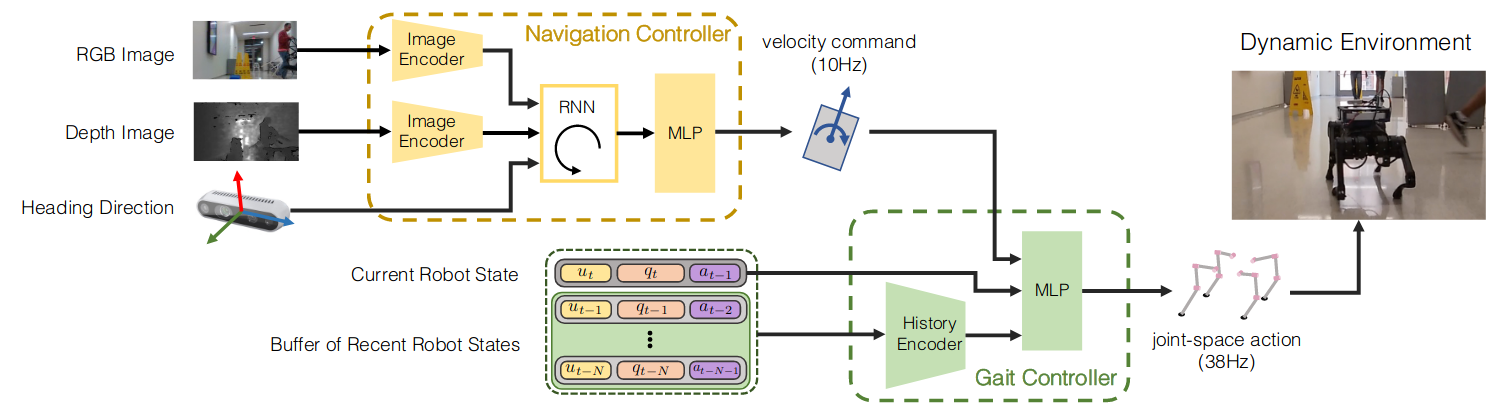 RGB Image
Depth Image
Heading Direction
Navigation Controller
Image
Encoder
Image
Encoder
RNN
MLP
velocity command
(10Hz)
Dynamic Environment
Current Robot State
u_t q_t a_{t-1}
Buffer of Recent Robot States
u_{t-1} q_{t-1} a_{t-2}
u_{t-N} q_{t-N} a_{t-N-1}
History
Encoder
MLP
Gait Controller
joint-space action
(38Hz)